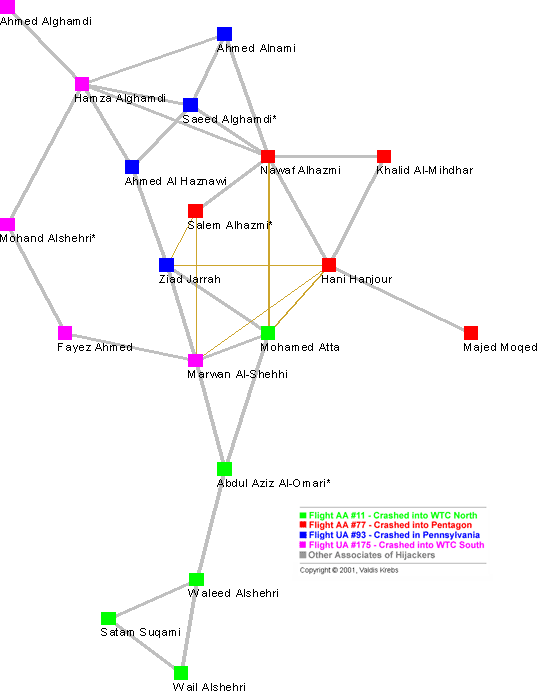 Ahmed Alghamdi
Ahmed Alnami
Hamza Alghamdi
Saeed Alghamdi*
Nawaf Alhazmi
Khalid Al-Mihdhar
Ahmed Al Haznawi
Salem Alhazmi*
Mohand Alshehri*
Ziad Jarrah
Hani Hanjour
Fayez Ahmed
Mohamed Atta
Majed Moqed
Marwan Al-Shehhi
Abdul Aziz Al-Omari*
Flight AA #11 - Crashed into WTC North
Flight AA #77 - Crashed into Pentagon
Flight UA #93 - Crashed in Pennsylvania
Flight UA #175 - Crashed into WTC South
Other Associates of Hijackers
Copyright © 2001, Valdis Krebs
Waleed Alshehri
Satam Suqami
Wail Alshehri